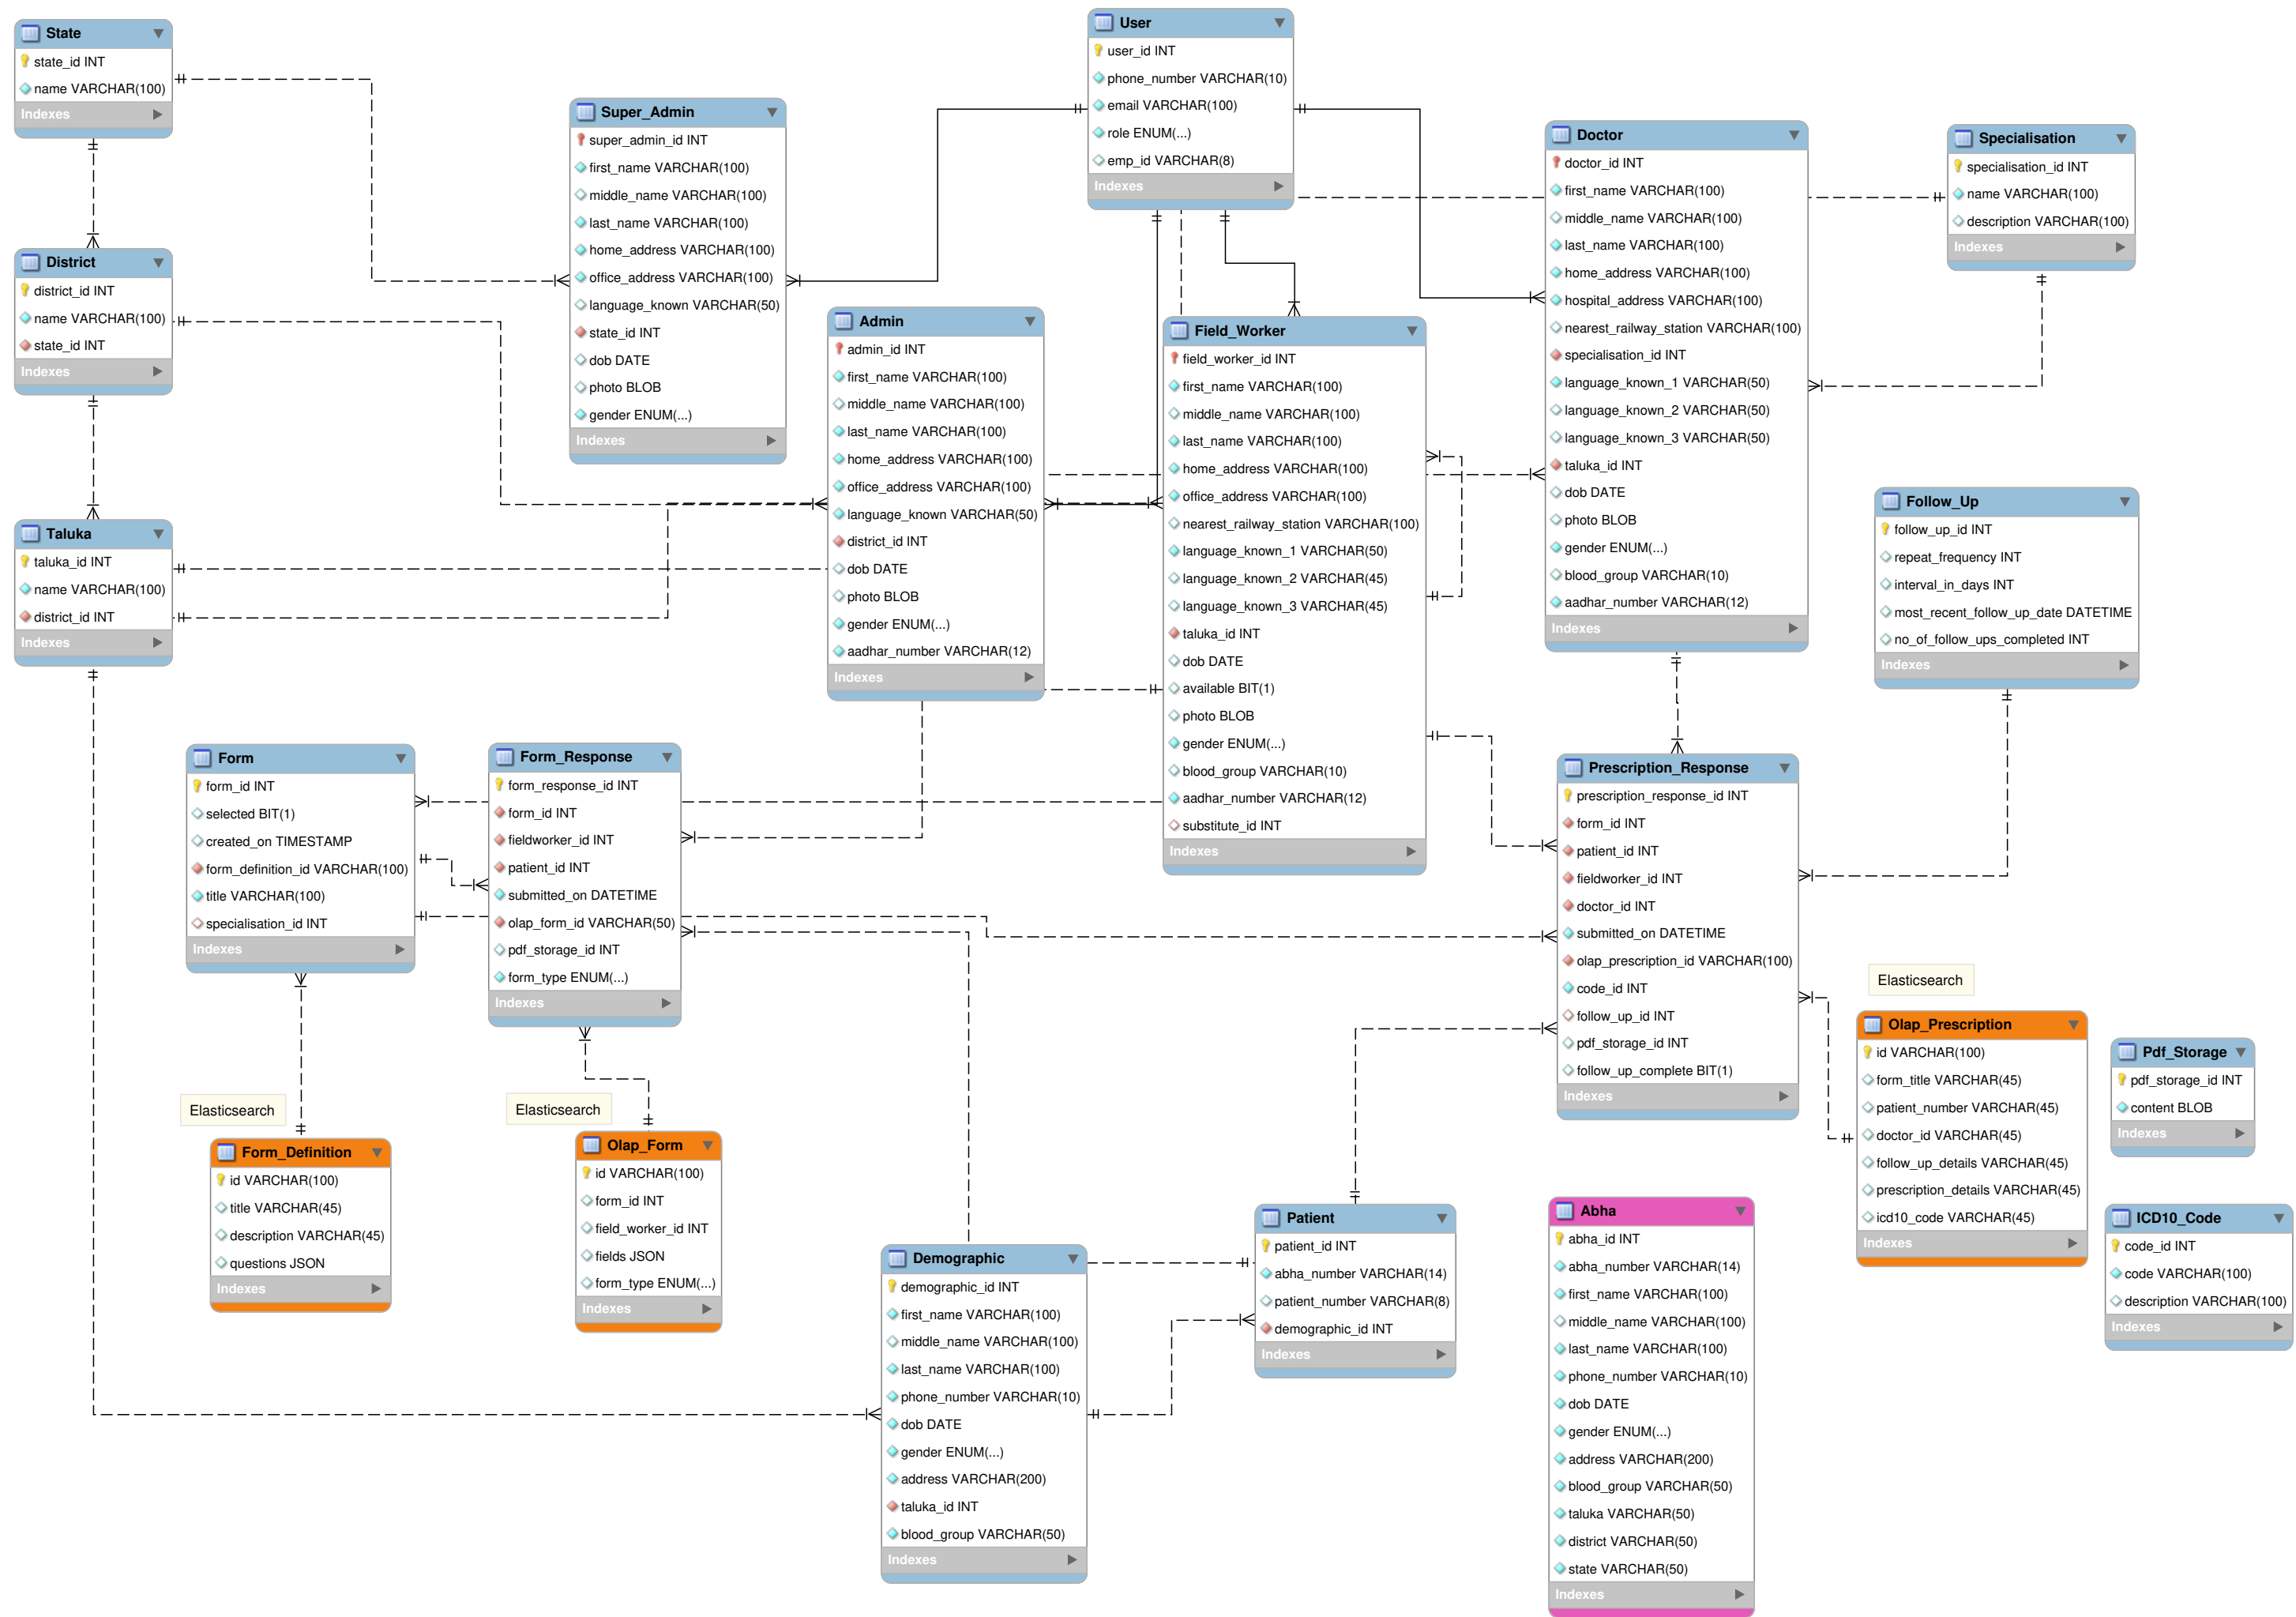 State
state_id INT
name VARCHAR(100)
Indexes
District
district_id INT
name VARCHAR(100)
state_id INT
Indexes
Taluka
taluka_id INT
name VARCHAR(100)
district_id INT
Indexes
Super_Admin
super_admin_id INT
first_name VARCHAR(100)
middle_name VARCHAR(100)
last_name VARCHAR(100)
home_address VARCHAR(100)
office_address VARCHAR(100)
language_known VARCHAR(50)
state_id INT
dob DATE
photo BLOB
gender ENUM(...)
Indexes
User
user_id INT
phone_number VARCHAR(10)
email VARCHAR(100)
role ENUM(...)
emp_id VARCHAR(8)
Indexes
Admin
admin_id INT
first_name VARCHAR(100)
middle_name VARCHAR(100)
last_name VARCHAR(100)
home_address VARCHAR(100)
office_address VARCHAR(100)
language_known VARCHAR(50)
district_id INT
dob DATE
photo BLOB
gender ENUM(...)
aadhar_number VARCHAR(12)
Indexes
Field_Worker
field_worker_id INT
first_name VARCHAR(100)
middle_name VARCHAR(100)
last_name VARCHAR(100)
home_address VARCHAR(100)
office_address VARCHAR(100)
nearest_railway_station VARCHAR(100)
language_known_1 VARCHAR(50)
language_known_2 VARCHAR(45)
language_known_3 VARCHAR(45)
taluka_id INT
dob DATE
available BIT(1)
photo BLOB
gender ENUM(...)
blood_group VARCHAR(10)
aadhar_number VARCHAR(12)
substitute_id INT
Indexes
Doctor
doctor_id INT
first_name VARCHAR(100)
middle_name VARCHAR(100)
last_name VARCHAR(100)
home_address VARCHAR(100)
hospital_address VARCHAR(100)
nearest_railway_station VARCHAR(100)
specialisation_id INT
language_known_1 VARCHAR(50)
language_known_2 VARCHAR(50)
language_known_3 VARCHAR(50)
taluka_id INT
dob DATE
photo BLOB
gender ENUM(...)
blood_group VARCHAR(10)
aadhar_number VARCHAR(12)
Indexes
Specialisation
specialisation_id INT
name VARCHAR(100)
description VARCHAR(100)
Indexes
Follow_Up
follow_up_id INT
repeat_frequency INT
interval_in_days INT
most_recent_follow_up_date DATETIME
no_of_follow_ups_completed INT
Indexes
Form
form_id INT
selected BIT(1)
created_on TIMESTAMP
form_definition_id VARCHAR(100)
title VARCHAR(100)
specialisation_id INT
Indexes
Form_Response
form_response_id INT
form_id INT
fieldworker_id INT
patient_id INT
submitted_on DATETIME
olap_form_id VARCHAR(50)
pdf_storage_id INT
form_type ENUM(...)
Indexes
Prescription_Response
prescription_response_id INT
form_id INT
patient_id INT
fieldworker_id INT
doctor_id INT
submitted_on DATETIME
olap_prescription_id VARCHAR(100)
code_id INT
follow_up_id INT
pdf_storage_id INT
follow_up_complete BIT(1)
Indexes
Elasticsearch
Form_Definition
id VARCHAR(100)
title VARCHAR(45)
description VARCHAR(45)
questions JSON
Indexes
Elasticsearch
Olap_Form
id VARCHAR(100)
form_id INT
field_worker_id INT
fields JSON
form_type ENUM(...)
Indexes
Elasticsearch
Olap_Prescription
id VARCHAR(100)
form_title VARCHAR(45)
patient_number VARCHAR(45)
doctor_id VARCHAR(45)
follow_up_details VARCHAR(45)
prescription_details VARCHAR(45)
icd10_code VARCHAR(45)
Indexes
Pdf_Storage
pdf_storage_id INT
content BLOB
Indexes
Demographic
demographic_id INT
first_name VARCHAR(100)
middle_name VARCHAR(100)
last_name VARCHAR(100)
phone_number VARCHAR(10)
dob DATE
gender ENUM(...)
address VARCHAR(200)
taluka_id INT
blood_group VARCHAR(50)
Indexes
Patient
patient_id INT
abha_number VARCHAR(14)
patient_number VARCHAR(8)
demographic_id INT
Indexes
Abha
abha_id INT
abha_number VARCHAR(14)
first_name VARCHAR(100)
middle_name VARCHAR(100)
last_name VARCHAR(100)
phone_number VARCHAR(10)
dob DATE
gender ENUM(...)
address VARCHAR(200)
blood_group VARCHAR(50)
taluka VARCHAR(50)
district VARCHAR(50)
state VARCHAR(50)
Indexes
ICD10_Code
code_id INT
code VARCHAR(100)
description VARCHAR(100)
Indexes